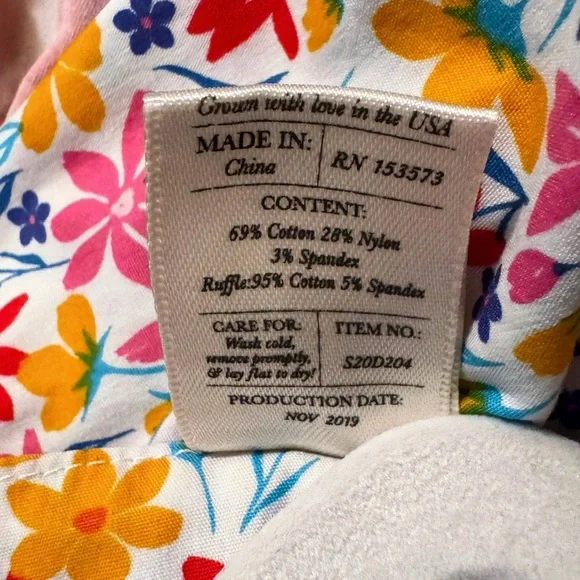 Grown with love in the USA
MADE IN:
China
RN 153573
CONTENT:
69% Cotton 28% Nylon
3% Spandex
Ruffle:95% Cotton 5% Spandex
CARE FOR:
Wash cold,
remove promptly,
& lay flat to dry!
ITEM NO.:
S20D204
PRODUCTION DATE:
NOV 2019